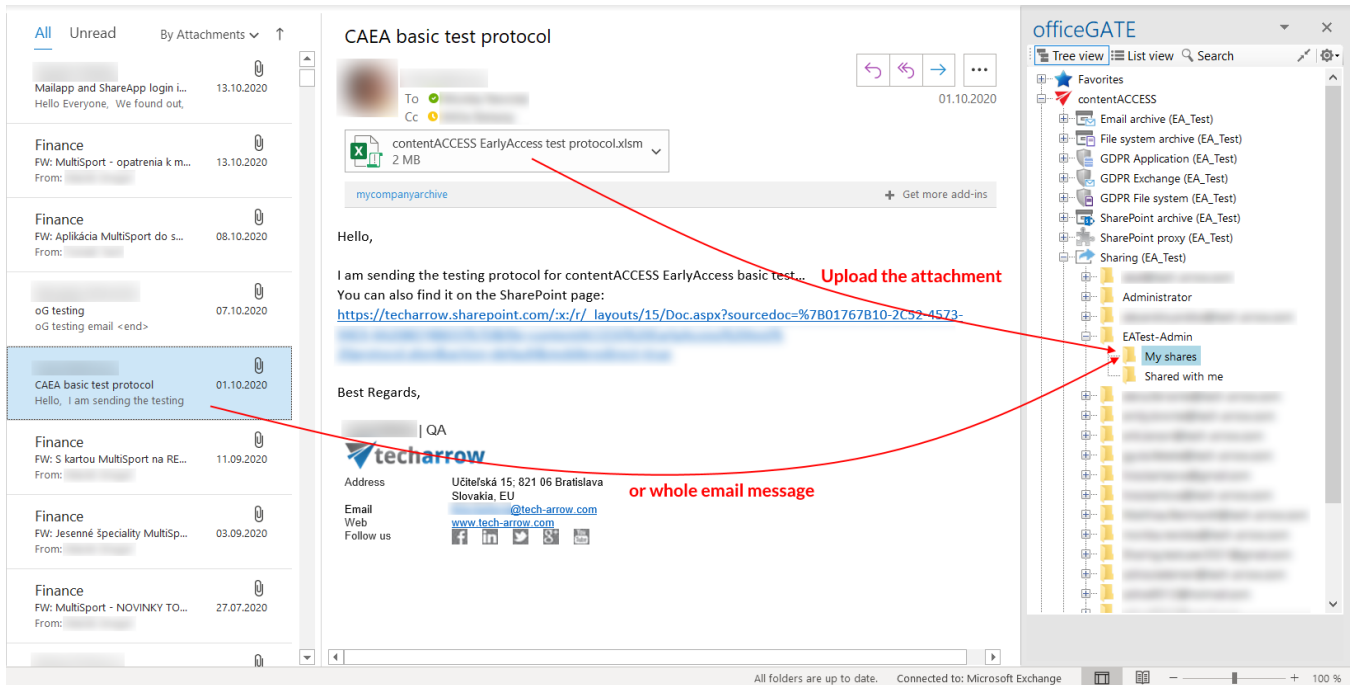 All Unread By Attachments
Mailapp and ShareApp login i... 13.10.2020
Hello Everyone, We found out,
Finance
FW: MultiSport - opatrenia k m... 13.10.2020
From:
Finance
FW: Aplikácia MultiSport do s... 08.10.2020
From:
oG testing 07.10.2020
oG testing email <end>
CAEA basic test protocol 01.10.2020
Hello, I am sending the testing
Finance
FW: S kartou MultiSport na RE... 11.09.2020
From:
Finance
FW: Jesenné špeciality MultiSp... 03.09.2020
From:
Finance
FW: MultiSport - NOVINKY TO... 27.07.2020
From:
CAEA basic test protocol
To
Cc
01.10.2020
contentACCESS EarlyAccess test protocol.xlsm
2 MB
mycompanyarchive + Get more add-ins
Hello,
I am sending the testing protocol for contentACCESS EarlyAccess basic test...
You can also find it on the SharePoint page:
https://techarrow.sharepoint.com/:x:/r/_layouts/15/Doc.aspx?sourcedoc=%7B01767B10-2C52-4573-
Upload the attachment
Best Regards,
| QA
techarrow
Address Učiteľská 15; 821 06 Bratislava
Slovakia, EU
Email @tech-arrow.com
Web www.tech-arrow.com
Follow us
or whole email message
officeGATE
Tree view List view Search
Favorites
contentACCESS
Email archive (EA_Test)
File system archive (EA_Test)
GDPR Application (EA_Test)
GDPR Exchange (EA_Test)
GDPR File system (EA_Test)
SharePoint archive (EA_Test)
SharePoint proxy (EA_Test)
Sharing (EA_Test)
Administrator
EATest-Admin
My shares
Shared with me
All folders are up to date. Connected to: Microsoft Exchange - + 100 %